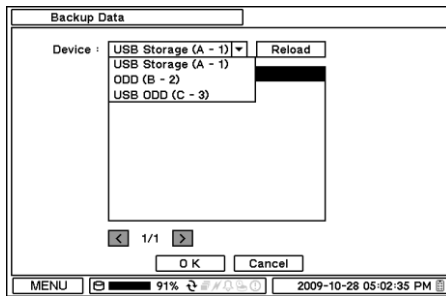 Backup Data
Device : USB Storage (A - 1) Reload
USB Storage (A - 1)
ODD (B - 2)
USB ODD (C - 3)
< 1/1 >
OK Cancel
MENU 91% 2009-10-28 05:02:35 PM